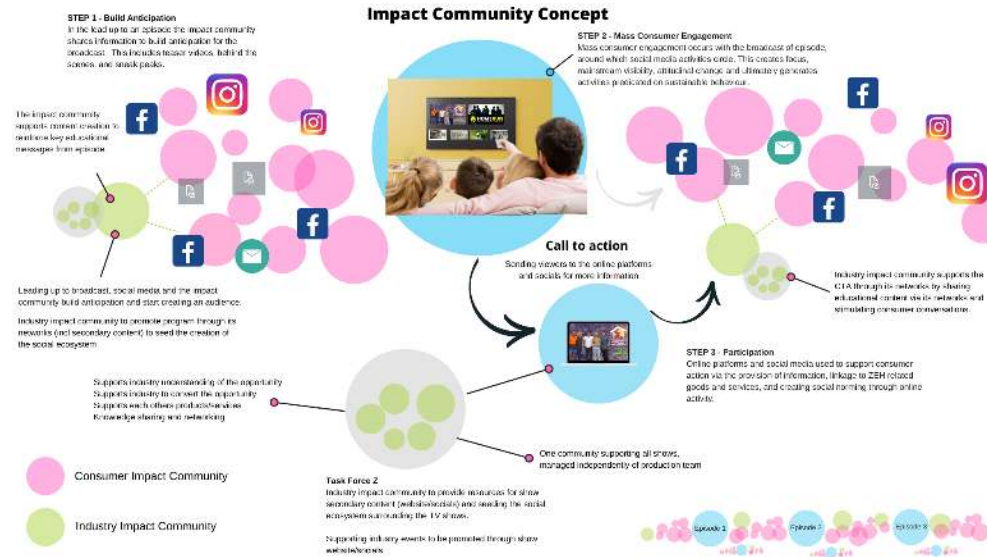 Impact Community Concept
STEP 1 - Build Anticipation
In the lead up to an episode the impact community
shares information to build anticipation for the
broadcast. This includes teaser videos, behind the
scenes, and sneak peaks.
The impact community
supports content creation to
reinforce key educational
messages from episode
Leading up to broadcast, social media and the impact
community build anticipation and start creating an audience.
Industry impact community to promote program through its
networks (incl secondary content) to seed the creation of
the social ecosystem
STEP 2 - Mass Consumer Engagement
Mass consumer engagement occurs with the broadcast of episode,
around which social media activities circle. This creates focus,
mainstream visibility, attitudinal change and ultimately generates
activities predicated on sustainable behaviour.
Call to action
Sending viewers to the online platforms
and socials for more information
Industry impact community supports the
CTA through its networks by sharing
educational content via its networks and
stimulating consumer conversations.
STEP 3 - Participation
Online platforms and social media used to support consumer
action via the provision of information, linkage to ZEH related
goods and services, and creating social norming through online
activity.
Supports industry understanding of the opportunity
Supports industry to convert the opportunity
Supports each others products/services
Knowledge sharing and networking
One community supporting all shows,
managed independently of production team
Task Force Z
Industry impact community to provide resources for show
secondary content (website/socials) and seeding the social
ecosystem surrounding the TV shows.
Supporting industry events to be promoted through show
website/socials
Consumer Impact Community
Industry Impact Community
Episode 1
Episode 2
Episode 3